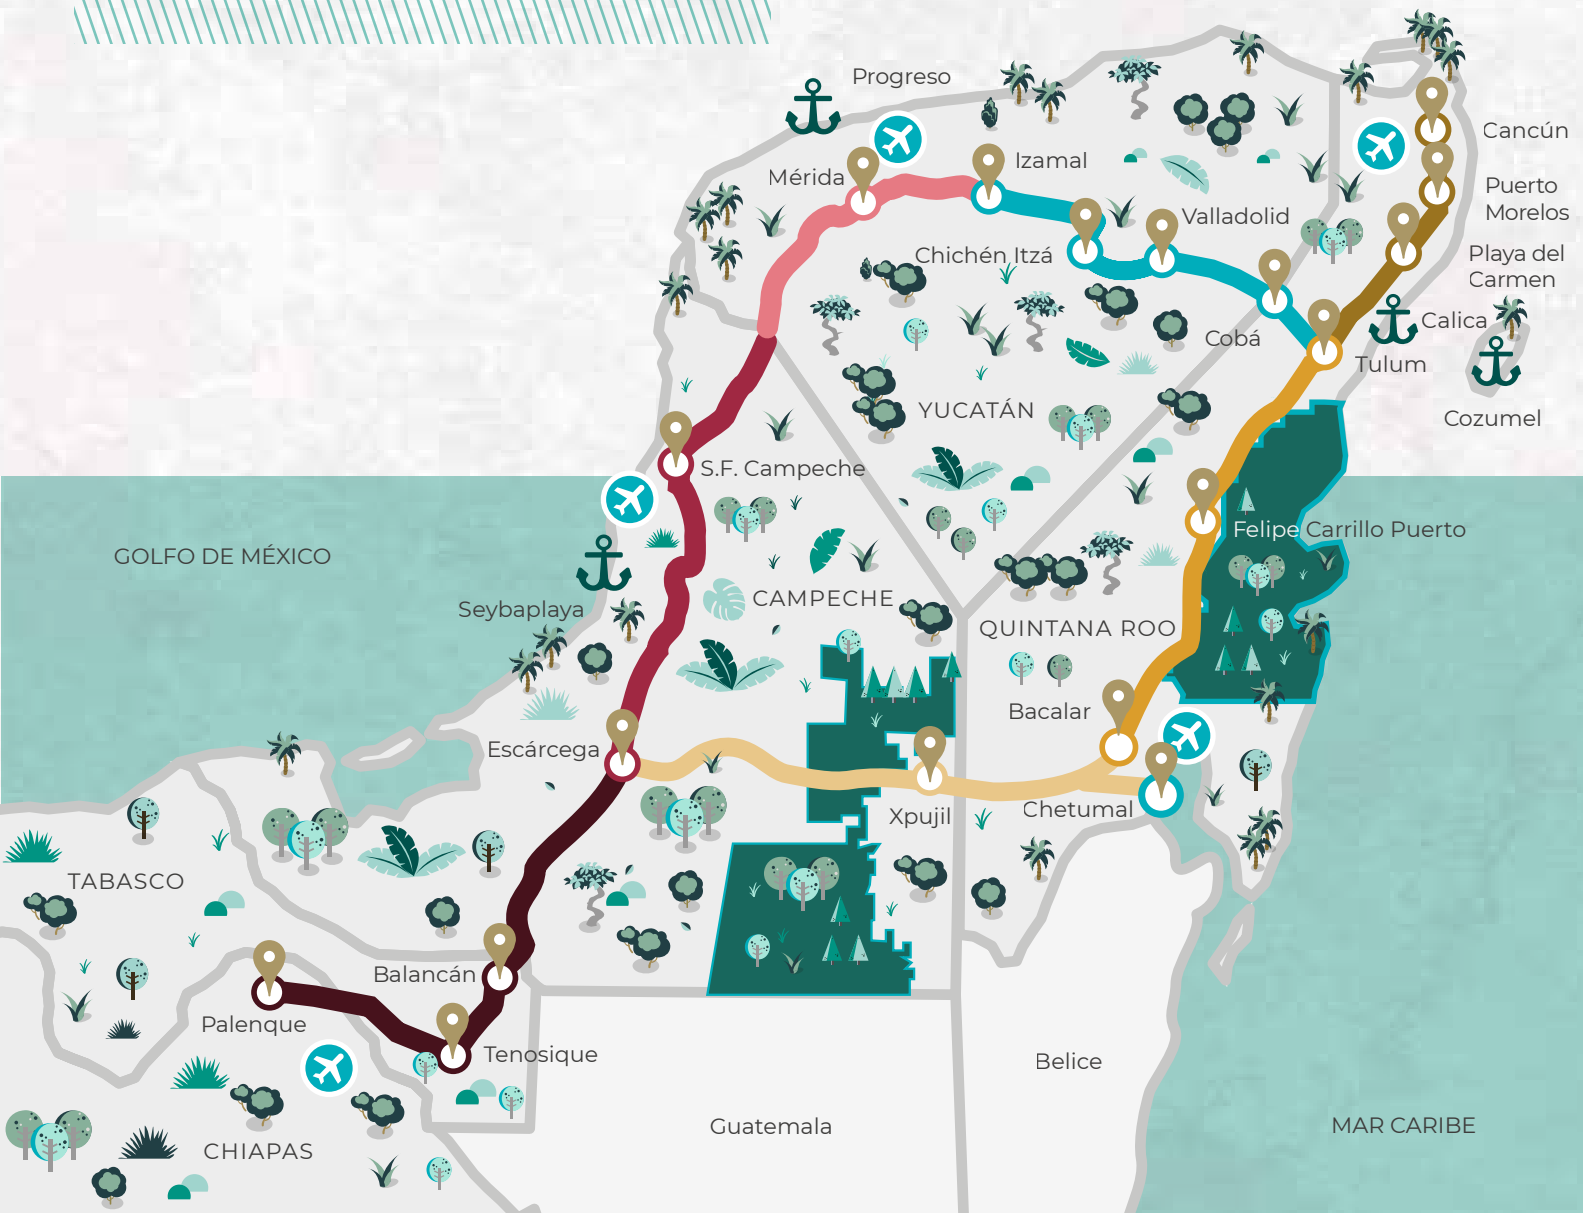 Progreso
Cancún
Izamal
Mérida
Puerto
Morelos
Valladolid
Chichén Itzá
Playa del
Carmen
Calica
Cobá
Tulum
YUCATÁN
Cozumel
S.F. Campeche
Felipe Carrillo Puerto
GOLFO DE MÉXICO
CAMPECHE
Seybaplaya
QUINTANA ROO
Bacalar
Escárcega
Xpujil
Chetumal
TABASCO
Balancán
Palenque
Tenosique
Belice
Guatemala
MAR CARIBE
CHIAPAS